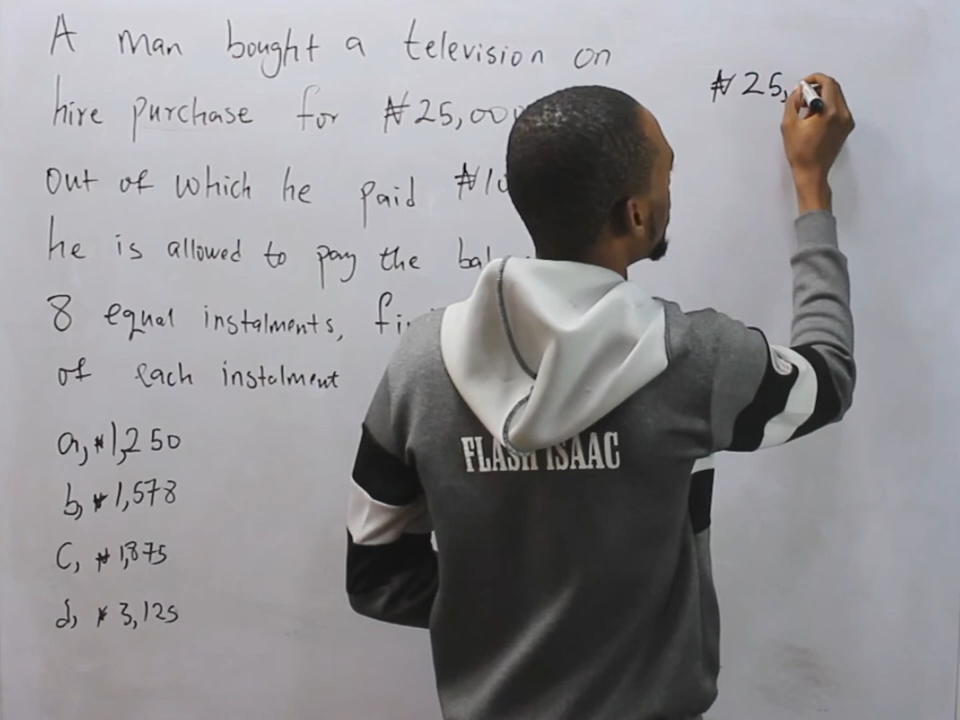 A man bought a television on
hire purchase for ₦25,00
out of which he paid ₦10
he is allowed to pay the bal
8 equal instalments, fi
of each instalment
a, ₦1,250
b, ₦1,578
c, ₦1,875
d, ₦3,125
₦25,
FLASH ISAAC